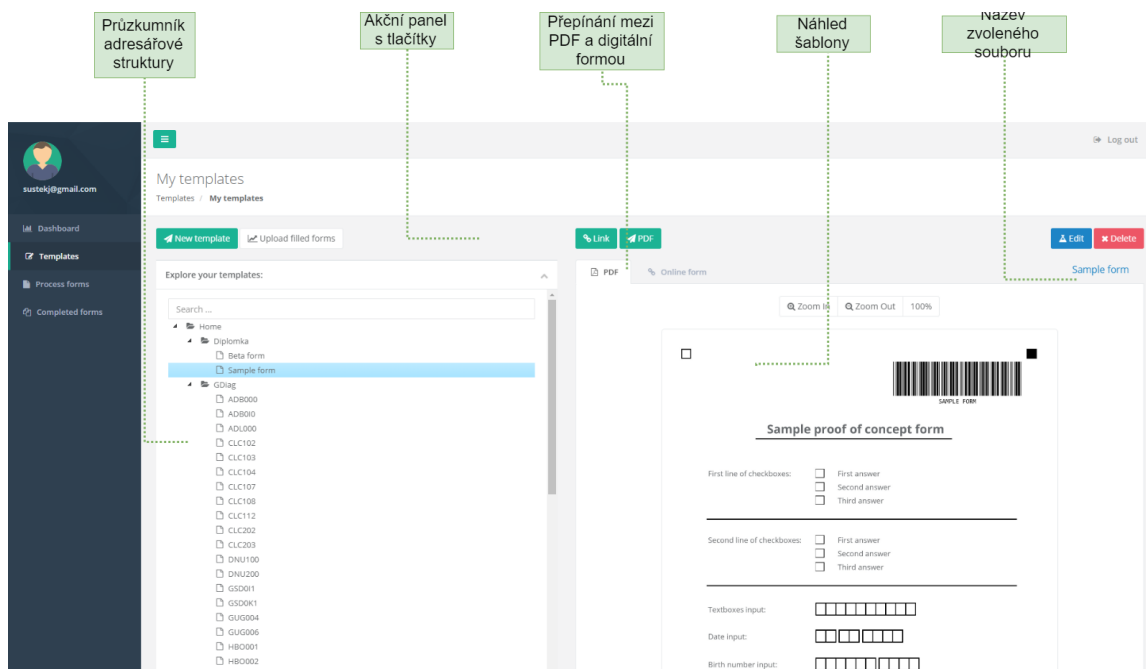 Průzkumník
adresářové
struktury
Akční panel
s tlačítky
Přepínání mezi
PDF a digitální
formou
Náhled
šablony
Název
zvoleného
souboru
Log out
sustekj@gmail.com
My templates
Templates / My templates
Dashboard
Templates
Process forms
Completed forms
New template Upload filled forms
Link PDF
Edit Delete
Explore your templates:
PDF Online form
Sample form
Search ...
Zoom In Zoom Out 100%
Home
Diplomka
Beta form
Sample form
GDiag
ADB000
ADB0I0
ADL000
CLC102
CLC103
CLC104
CLC107
CLC108
CLC112
CLC202
CLC203
DNU100
DNU200
GSD0I1
GSD0K1
GUG004
GUG006
HBO001
HBO002
SAMPLE FORM
Sample proof of concept form
First line of checkboxes: First answer
Second answer
Third answer
Second line of checkboxes: First answer
Second answer
Third answer
Textboxes input:
Date input:
Birth number input: